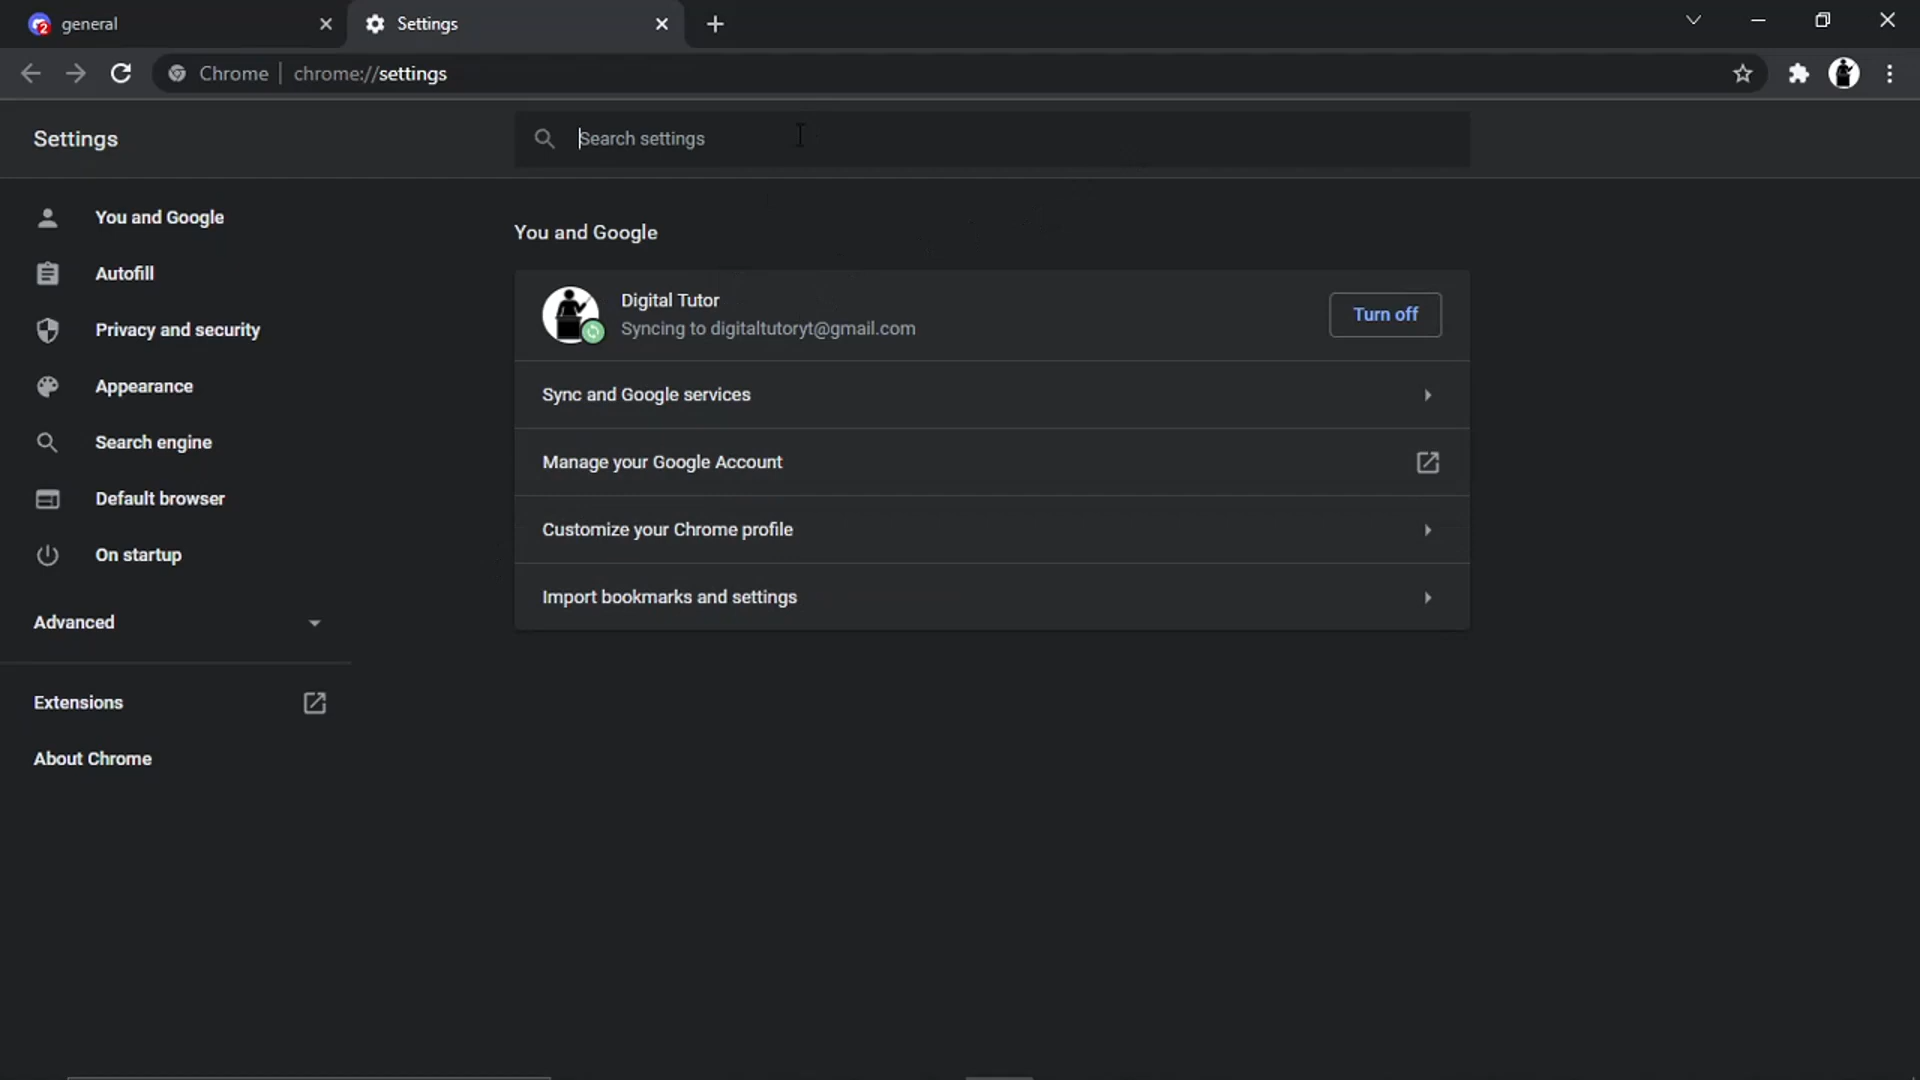 general
Settings
Chrome | chrome://settings
Settings
Search settings
You and Google
Autofill
Privacy and security
Appearance
Search engine
Default browser
On startup
Advanced
Extensions
About Chrome
You and Google
Digital Tutor
Syncing to digitaltutoryt@gmail.com
Turn off
Sync and Google services
Manage your Google Account
Customize your Chrome profile
Import bookmarks and settings